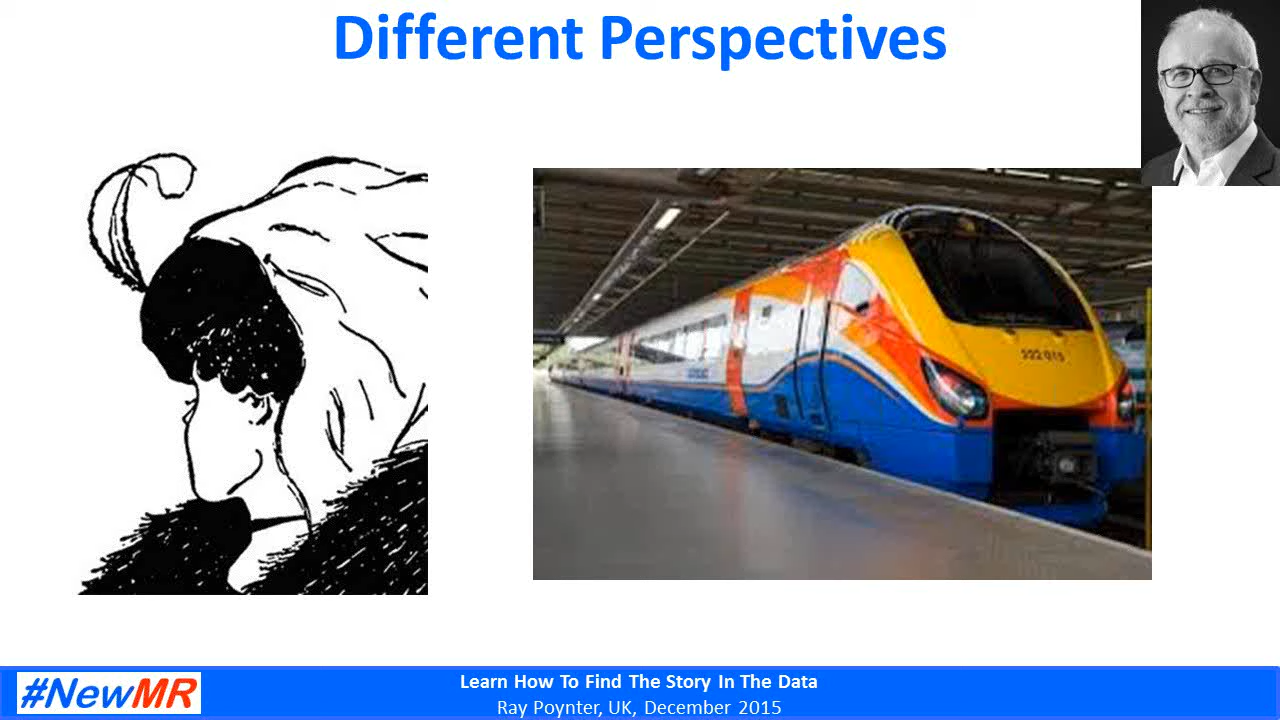 Different Perspectives
#NewMR
Learn How To Find The Story In The Data
Ray Poynter, UK, December 2015